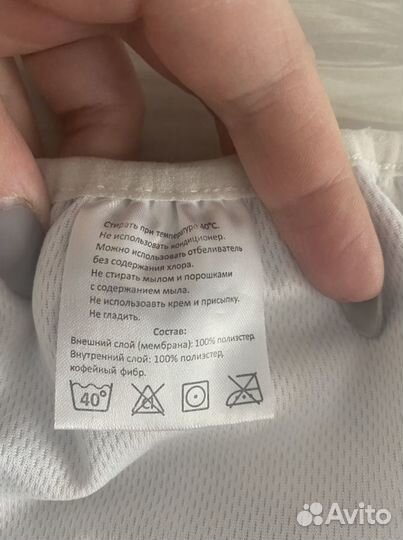 Стирать при температуре 40°С.
Не использовать кондиционер.
Можно использовать отбеливатель
без содержания хлора.
Не стирать мылом и порошками
с содержанием мыла.
Не использоавть крем и присыпку.
Не гладить.
Состав:
Внешний слой (мембрана): 100% полиэстер
Внутренний слой: 100% полиэстер,
кофейный фибр.
40° Cl
Avito